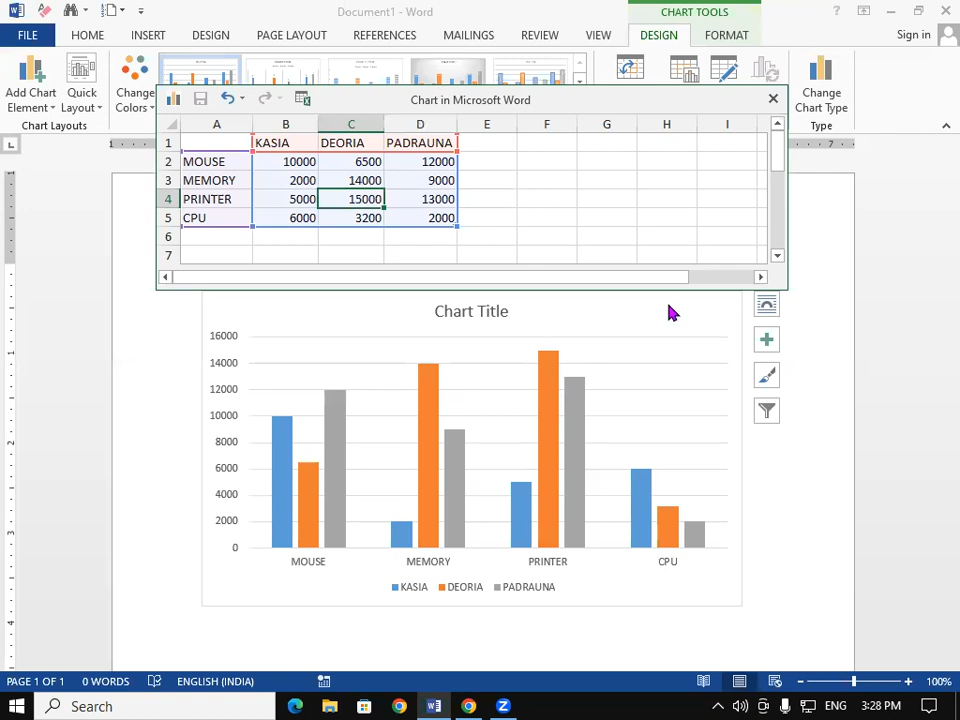 Document1 - Word
CHART TOOLS
?
FILE
HOME
INSERT
DESIGN
PAGE LAYOUT
REFERENCES
MAILINGS
REVIEW
VIEW
DESIGN
FORMAT
Sign in
Add Chart
Element
Quick
Layout
Change
Colors
Change
Chart Type
Chart Layouts
Type
Chart in Microsoft Word
A B C D E F G H I
1 KASIA DEORIA PADRAUNA
2 MOUSE 10000 6500 12000
3 MEMORY 2000 14000 9000
4 PRINTER 5000 15000 13000
5 CPU 6000 3200 2000
6
7
Chart Title
16000
14000
12000
10000
8000
6000
4000
2000
0
MOUSE MEMORY PRINTER CPU
KASIA DEORIA PADRAUNA
PAGE 1 OF 1 0 WORDS ENGLISH (INDIA) 100%
Search
ENG 3:28 PM